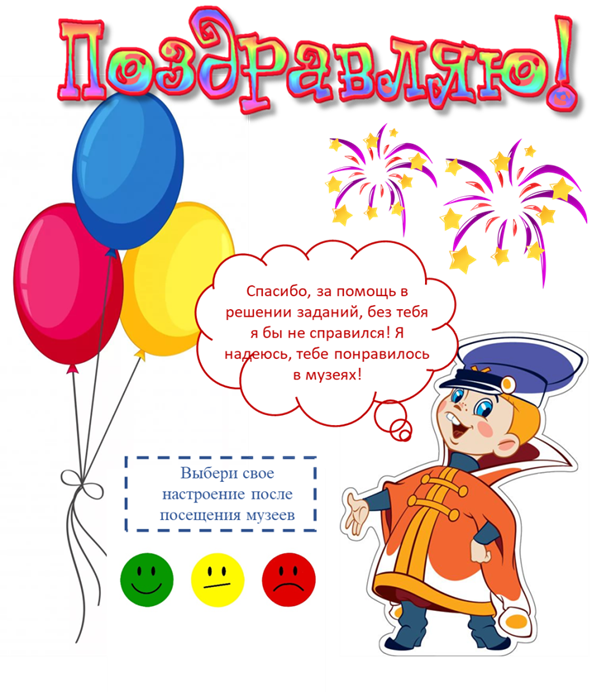 Поздравляю!
Спасибо, за помощь в
решении заданий, без тебя
я бы не справился! Я
надеюсь, тебе понравилось
в музеях!
Выбери свое
настроение после
посещения музеев